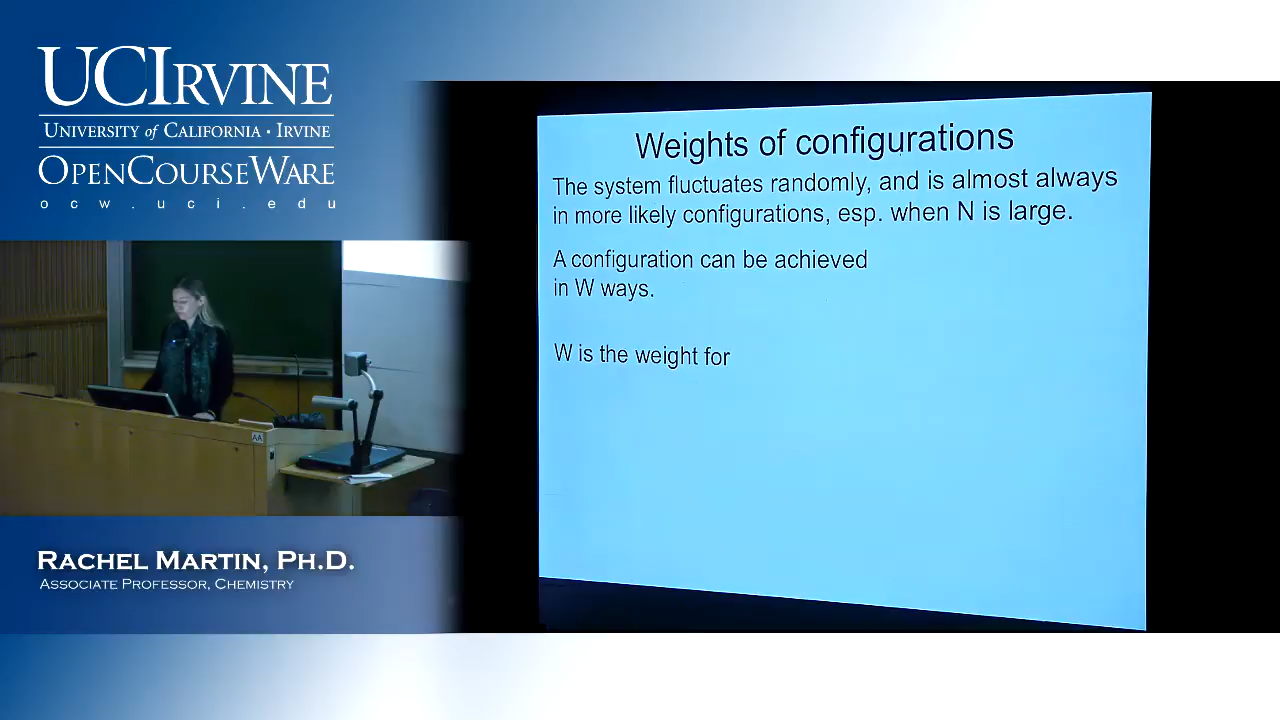 UCIRVINE
UNIVERSITY of CALIFORNIA · IRVINE
OPENCOURSEWARE
ocw.uci.edu
Weights of configurations
The system fluctuates randomly, and is almost always
in more likely configurations, esp. when N is large.
A configuration can be achieved
in W ways.
W is the weight for
AA
RACHEL MARTIN, PH.D.
ASSOCIATE PROFESSOR, CHEMISTRY